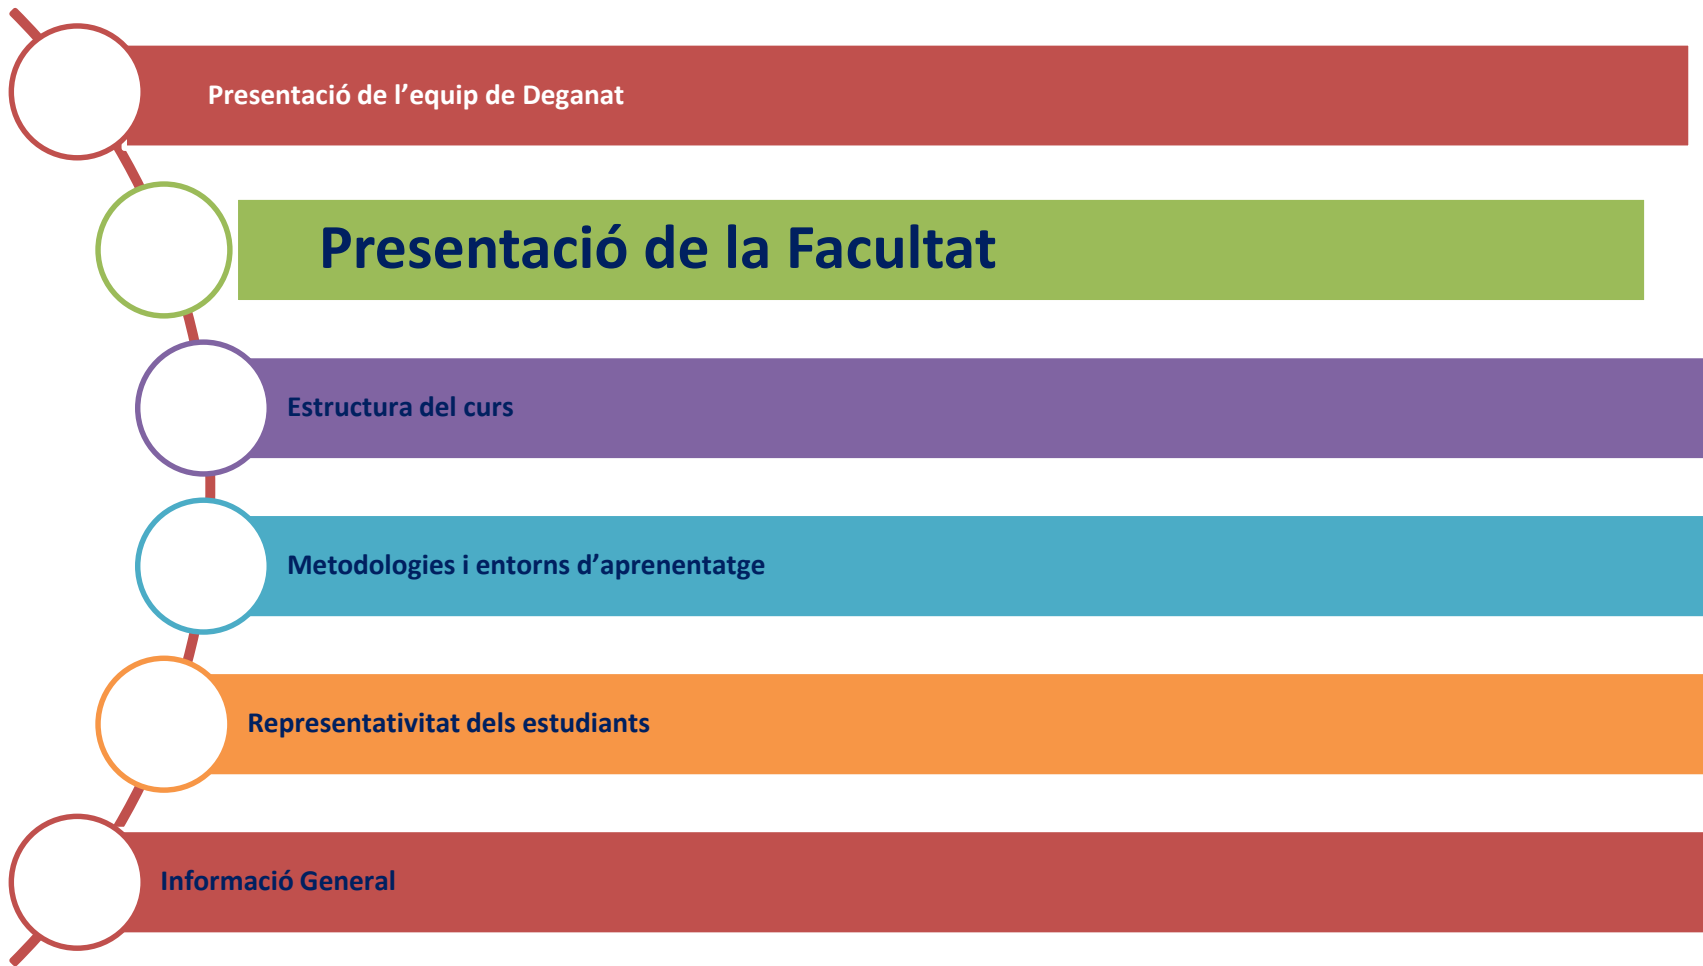 Presentació de l’equip de Deganat
Presentació de la Facultat
Estructura del curs
Metodologies i entorns d’aprenentatge
Representativitat dels estudiants
Informació General